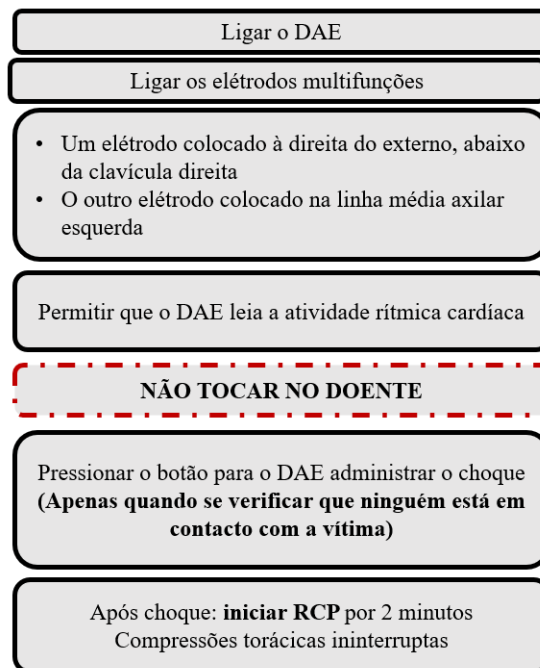 Ligar o DAE
Ligar os elétrodos multifunções
• Um elétrodo colocado à direita do externo, abaixo
da clavícula direita
• O outro elétrodo colocado na linha média axilar
esquerda
Permitir que o DAE leia a atividade rítmica cardíaca
NÃO TOCAR NO DOENTE
Pressionar o botão para o DAE administrar o choque
(Apenas quando se verificar que ninguém está em
contacto com a vítima)
Após choque: iniciar RCP por 2 minutos
Compressões torácicas ininterruptas